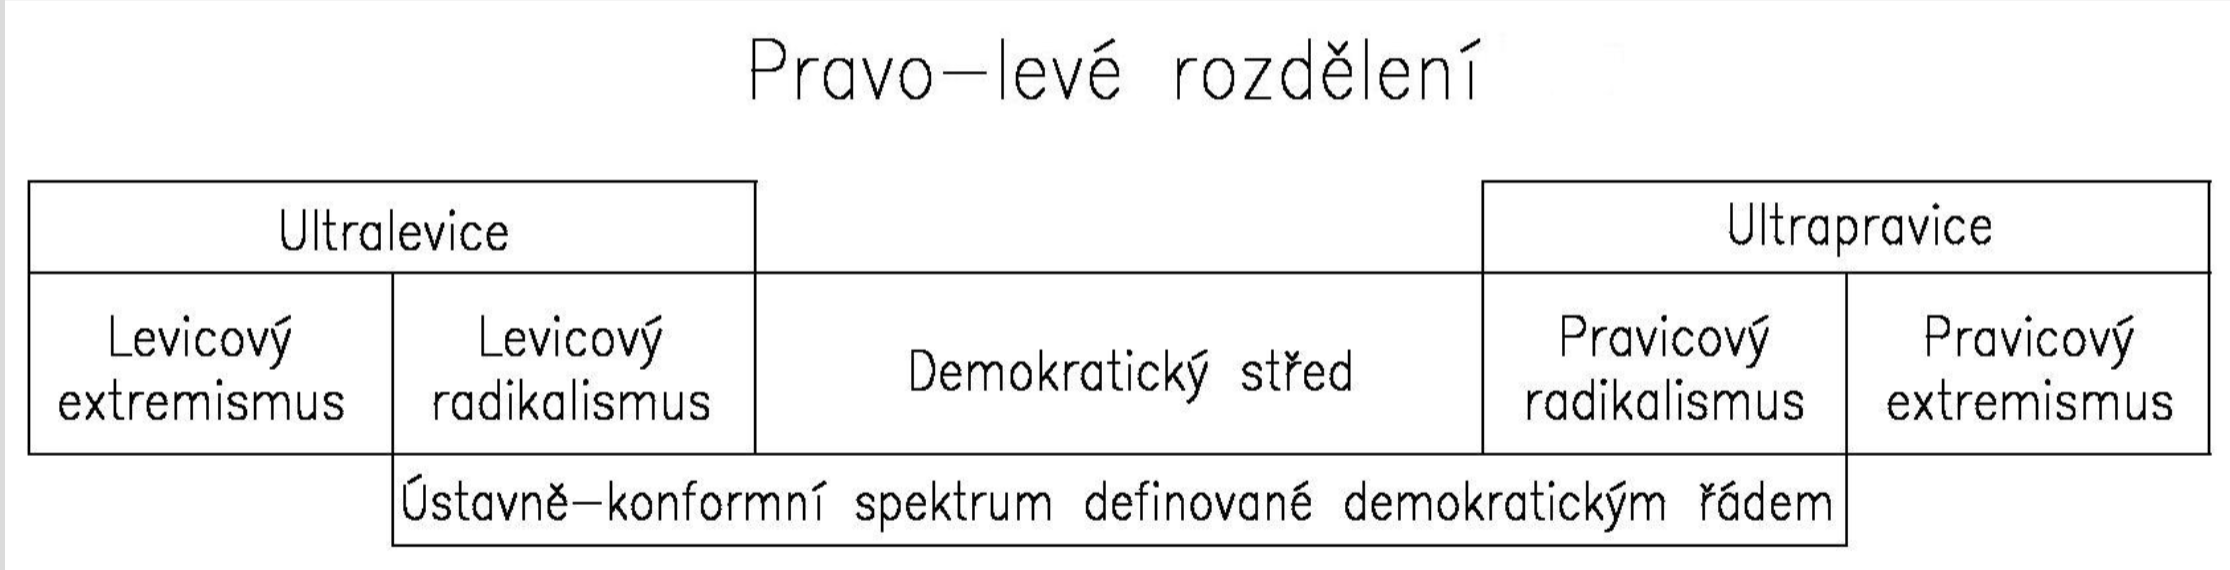 Pravo-levé rozdělení
Ultralevice
Ultrapravice
Levicový
extremismus
Levicový
radikalismus
Demokratický střed
Pravicový
radikalismus
Pravicový
extremismus
Ústavně-konformní spektrum definované demokratickým řádem